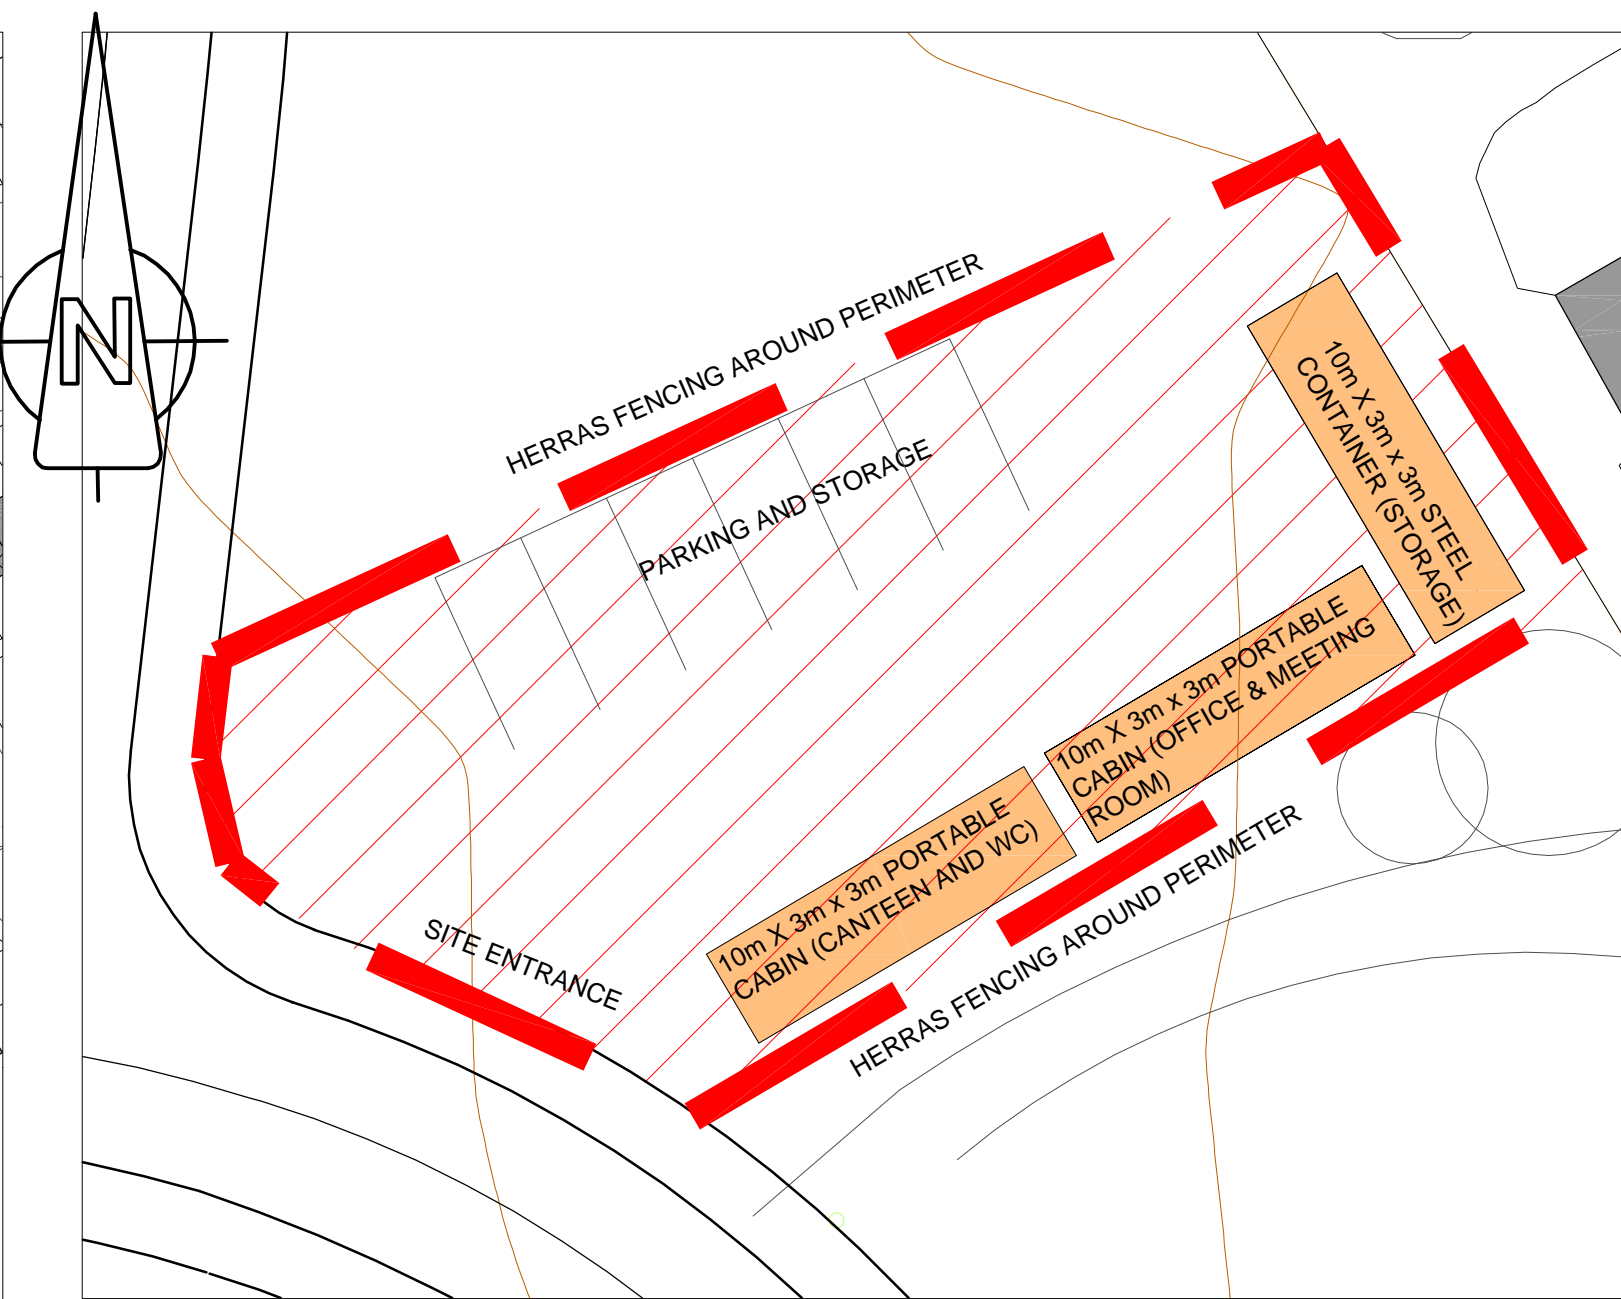 N
HERRAS FENCING AROUND PERIMETER
PARKING AND STORAGE
10m X 3m x 3m STEEL
CONTAINER (STORAGE)
10m X 3m x 3m PORTABLE
CABIN (OFFICE & MEETING
ROOM)
10m X 3m x 3m PORTABLE
CABIN (CANTEEN AND WC)
SITE ENTRANCE
HERRAS FENCING AROUND PERIMETER